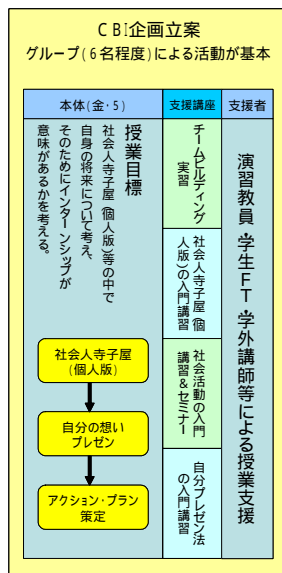 CBI企画立案
グループ(6名程度)による活動が基本
本体(金・5)
支援講座
支援者
授業目標
社会人寺子屋(個人版)等の中で
自身の将来について考え、
そのためにインターンシップが
意味があるかを考える。
社会人寺子屋
(個人版)
自分の想い
プレゼン
アクション・プラン
策定
チームビルディング
実習
社会人寺子屋(個
人版)の入門講習
社会活動の入門
講習&セミナー
自分プレゼン法
の入門講習
演習教員・学生FT・学外講師等による授業支援